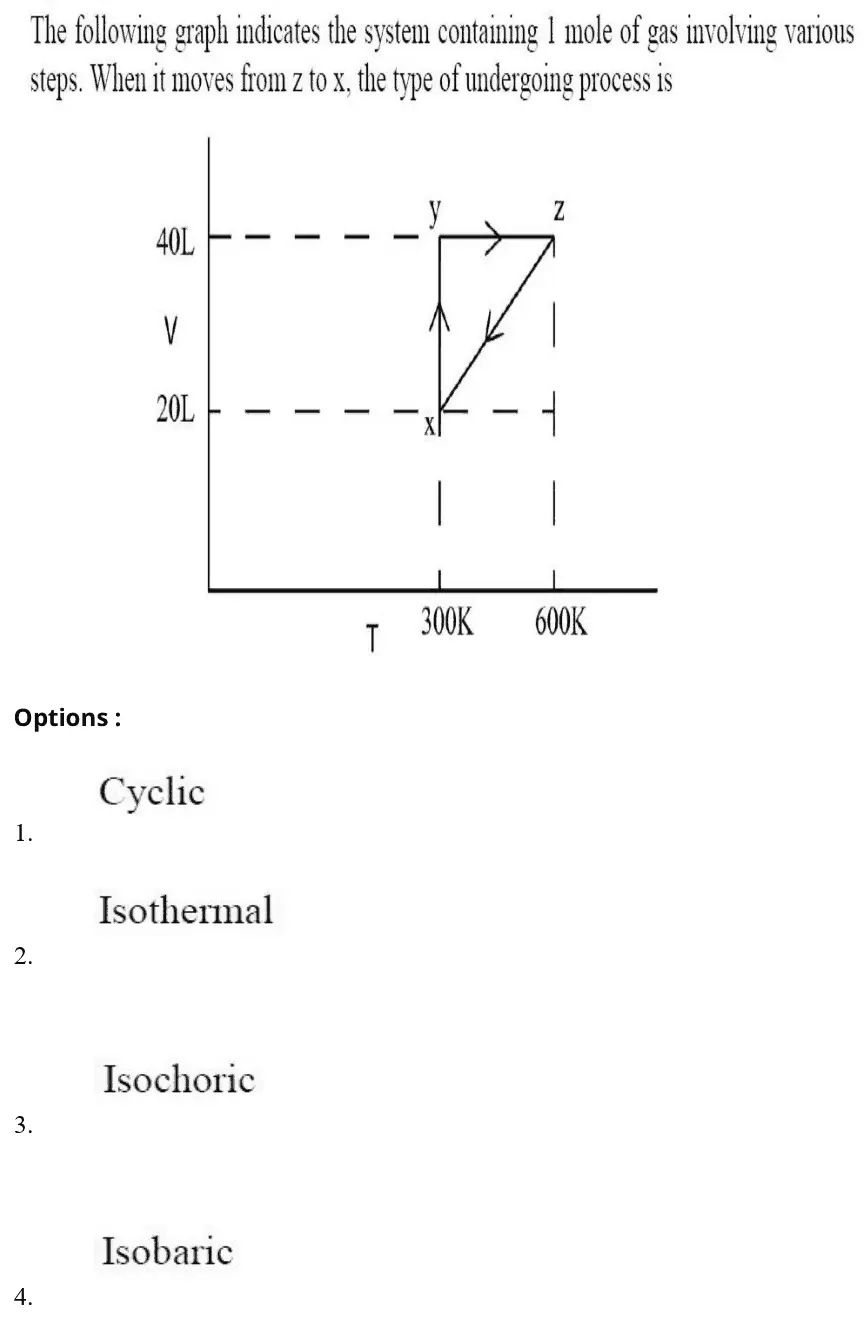 The following graph indicates the system containing 1 mole of gas involving various
steps. When it moves from z to x, the type of undergoing process is
y
z
40L
V
20L
x
300K
600K
T
Options :
Cyclic
1.
Isothermal
2.
Isochoric
3.
Isobaric
4.